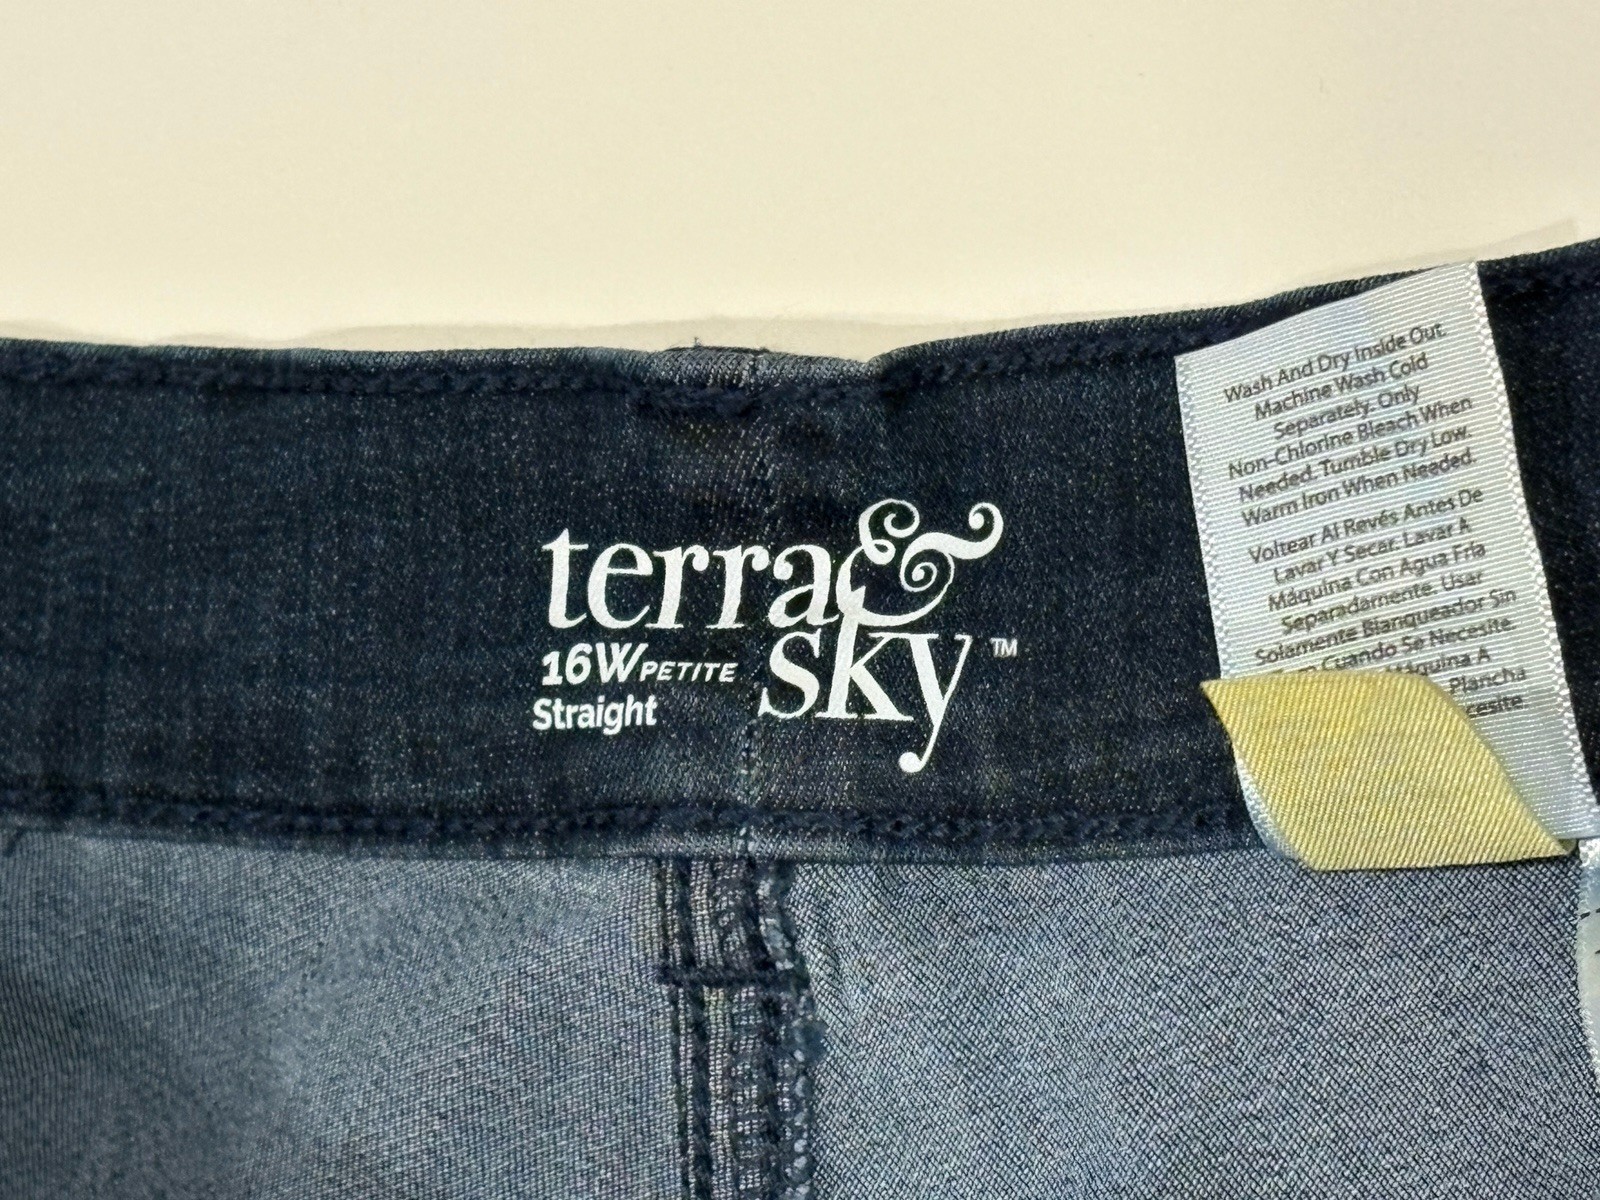 terra &
sky ™
16W PETITE
Straight
Wash And Dry Inside Out.
Machine Wash Cold
Separately. Only
Non-Chlorine Bleach When
Needed. Tumble Dry Low.
Warm Iron When Needed.
Voltear Al Revés Antes De
Lavar Y Secar. Lavar A
Máquina Con Agua Fría
Separadamente. Usar
Solamente Blanqueador Sin
Cuando Se Necesite.
A
Plancha